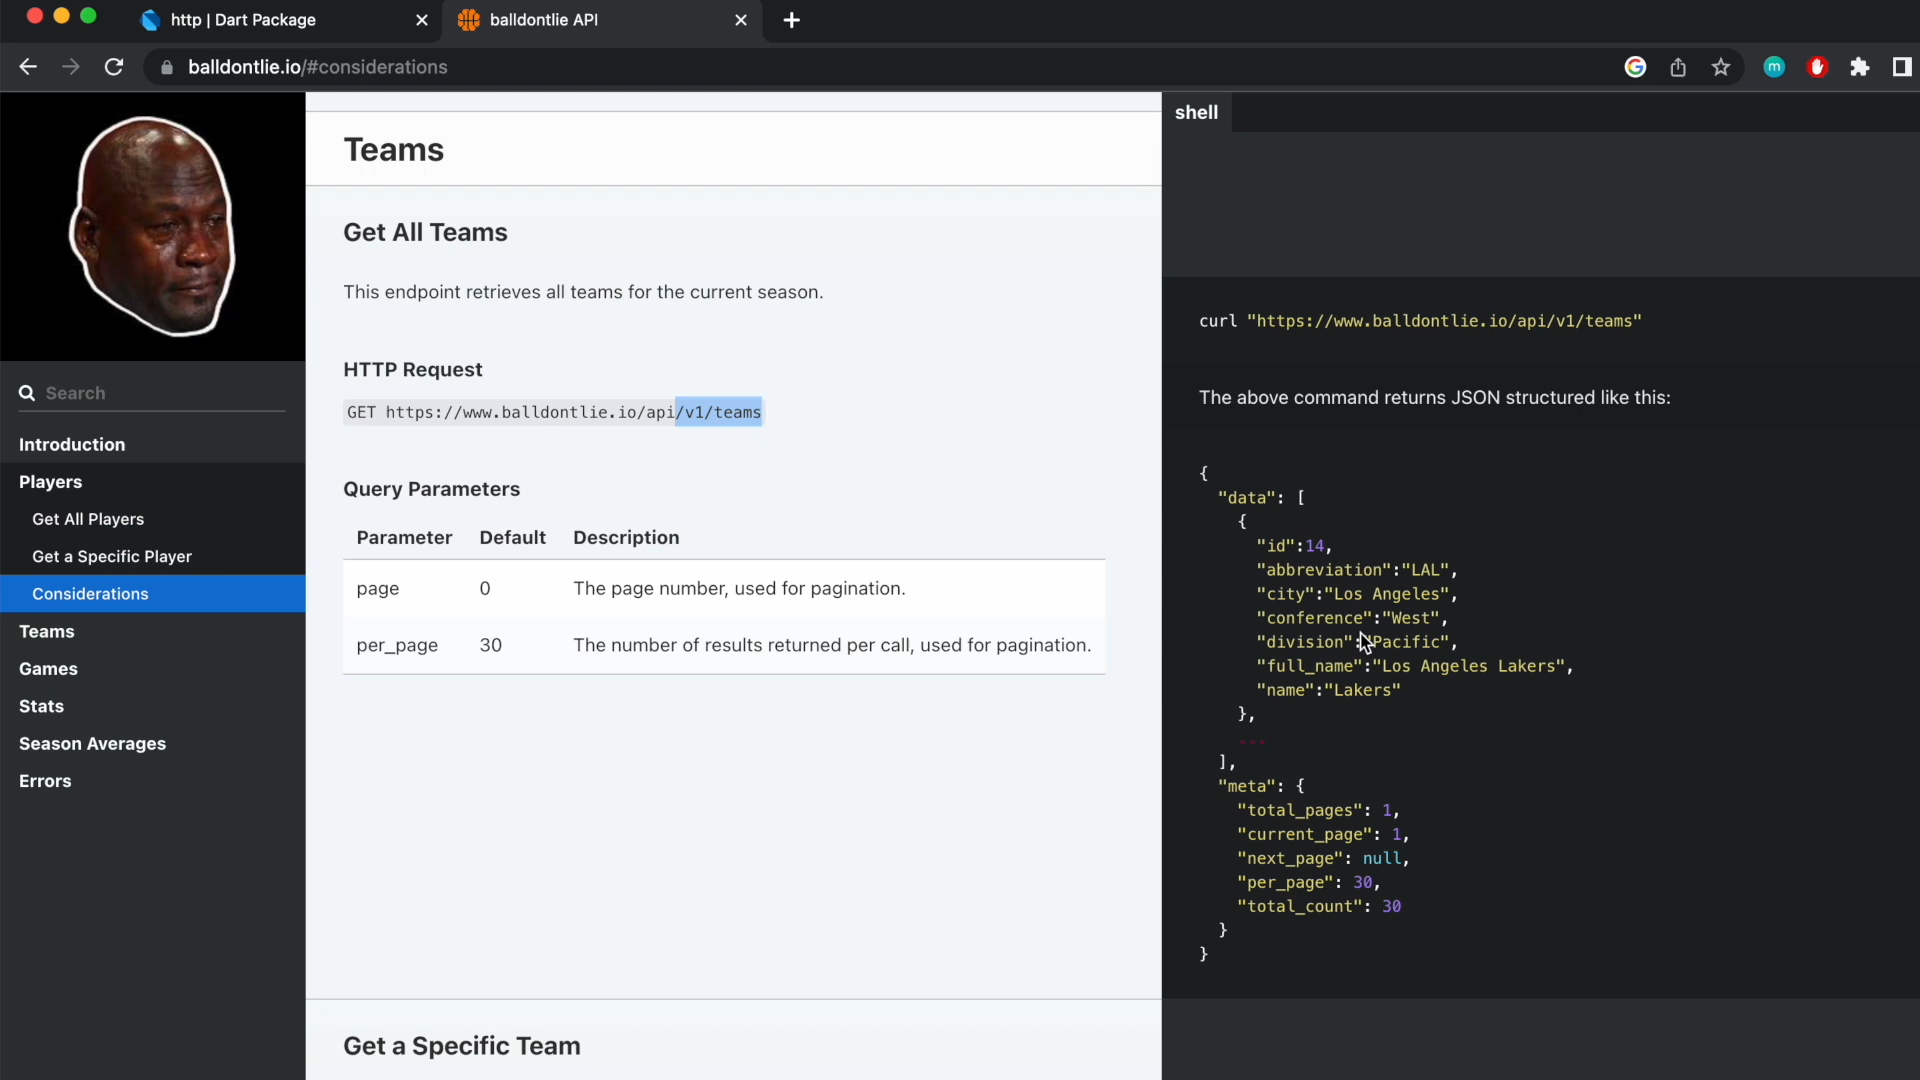 http | Dart Package
balldontlie API
balldontlie.io/#considerations
m
Search
Introduction
Players
Get All Players
Get a Specific Player
Considerations
Teams
Games
Stats
Season Averages
Errors
Teams
Get All Teams
This endpoint retrieves all teams for the current season.
HTTP Request
GET https://www.balldontlie.io/api/v1/teams
Query Parameters
Parameter Default Description
page 0 The page number, used for pagination.
per_page 30 The number of results returned per call, used for pagination.
Get a Specific Team
shell
curl "https://www.balldontlie.io/api/v1/teams"
The above command returns JSON structured like this:
{
"data": [
{
"id":14,
"abbreviation":"LAL",
"city":"Los Angeles",
"conference":"West",
"division":"Pacific",
"full_name":"Los Angeles Lakers",
"name":"Lakers"
},
...
],
"meta": {
"total_pages": 1,
"current_page": 1,
"next_page": null,
"per_page": 30,
"total_count": 30
}
}